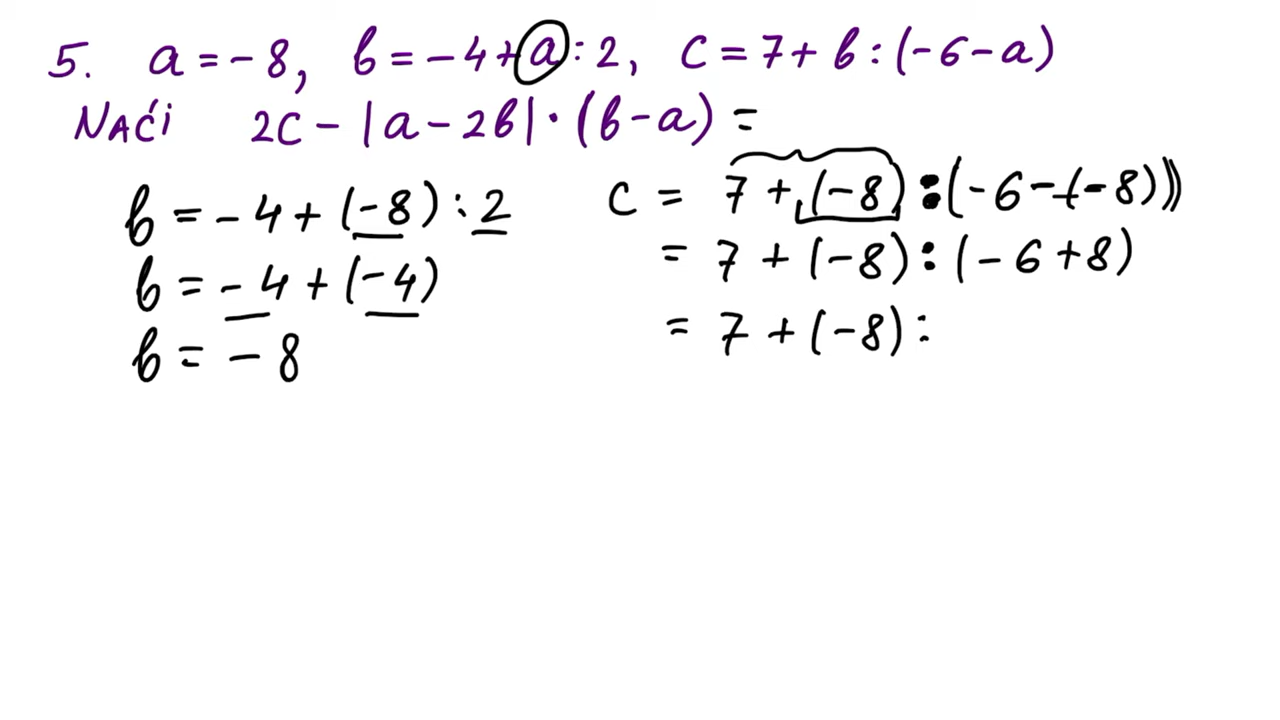 5. a = -8, b = -4 + a : 2, c = 7 + b : (-6 - a)
NAĆI 2c - |a - 2b| · (b - a) =
b = -4 + (-8) : 2
b = -4 + (-4)
b = -8
c = 7 + (-8) : (-6 - (-8))
= 7 + (-8) : (-6 + 8)
= 7 + (-8) :